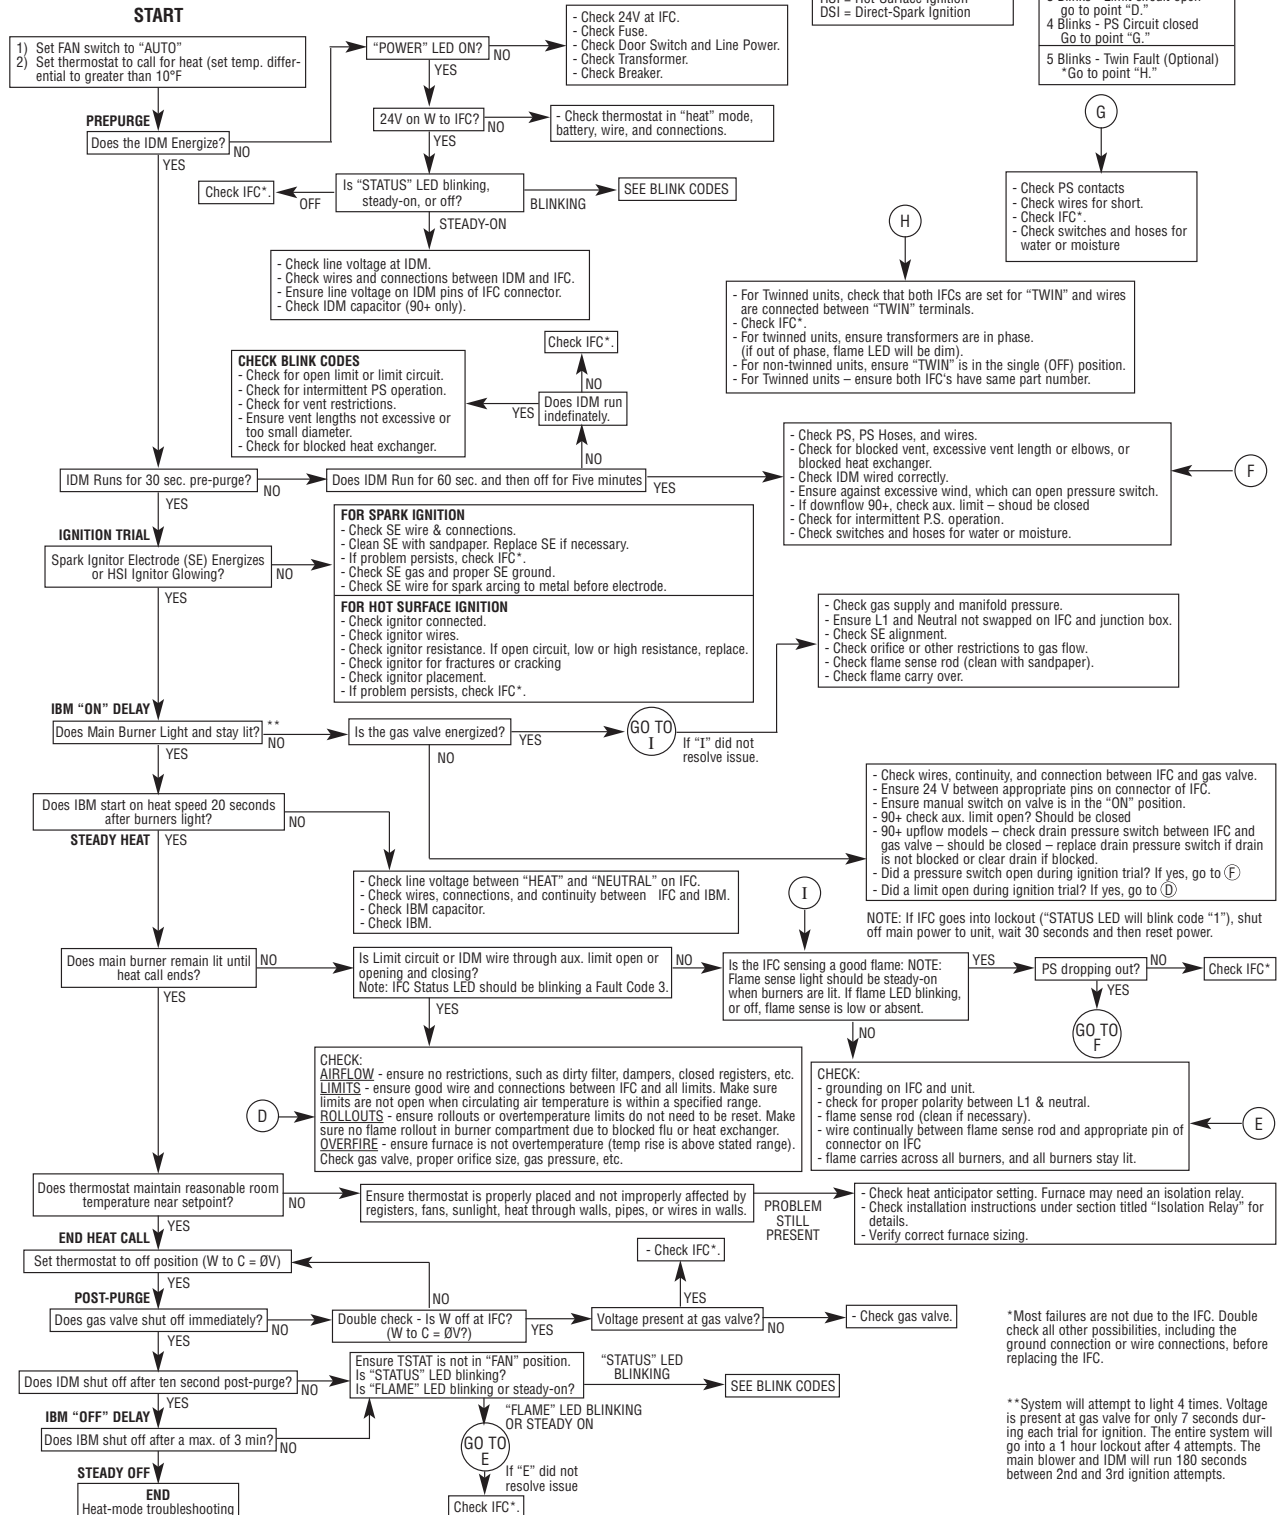 START
1) Set FAN switch to “AUTO”
2) Set thermostat to call for heat (set temp. differ-
ential to greater than 10°F
“POWER” LED ON?
NO
YES
- Check 24V at IFC.
- Check Fuse.
- Check Door Switch and Line Power.
- Check Transformer.
- Check Breaker.
DSI = Direct-Spark Ignition
go to point “D.”
4 Blinks - PS Circuit closed
Go to point “G.”
5 Blinks - Twin Fault (Optional)
*Go to point “H.”
PREPURGE
Does the IDM Energize?
NO
YES
24V on W to IFC?
NO
YES
- Check thermostat in “heat” mode,
battery, wire, and connections.
G
Check IFC*.
OFF
Is “STATUS” LED blinking,
steady-on, or off?
BLINKING
SEE BLINK CODES
STEADY-ON
- Check PS contacts
- Check wires for short.
- Check IFC*.
- Check switches and hoses for
water or moisture
H
- Check line voltage at IDM.
- Check wires and connections between IDM and IFC.
- Ensure line voltage on IDM pins of IFC connector.
- Check IDM capacitor (90+ only).
- For Twinned units, check that both IFCs are set for “TWIN” and wires
are connected between “TWIN” terminals.
- Check IFC*.
- For twinned units, ensure transformers are in phase.
(if out of phase, flame LED will be dim).
- For non-twinned units, ensure “TWIN” is in the single (OFF) position.
- For Twinned units – ensure both IFC‘s have same part number.
Check IFC*.
NO
CHECK BLINK CODES
- Check for open limit or limit circuit.
- Check for intermittent PS operation.
- Check for vent restrictions.
- Ensure vent lengths not excessive or
too small diameter.
- Check for blocked heat exchanger.
YES
Does IDM run
indefinately.
NO
IDM Runs for 30 sec. pre-purge?
NO
YES
Does IDM Run for 60 sec. and then off for Five minutes
YES
- Check PS, PS Hoses, and wires.
- Check for blocked vent, excessive vent length or elbows, or
blocked heat exchanger.
- Check IDM wired correctly.
- Ensure against excessive wind, which can open pressure switch.
- If downflow 90+, check aux. limit – shoud be closed
- Check for intermittent P.S. operation.
- Check switches and hoses for water or moisture.
F
IGNITION TRIAL
Spark Ignitor Electrode (SE) Energizes
or HSI Ignitor Glowing?
NO
YES
FOR SPARK IGNITION
- Check SE wire & connections.
- Clean SE with sandpaper. Replace SE if necessary.
- If problem persists, check IFC*.
- Check SE gas and proper SE ground.
- Check SE wire for spark arcing to metal before electrode.
FOR HOT SURFACE IGNITION
- Check ignitor connected.
- Check ignitor wires.
- Check ignitor resistance. If open circuit, low or high resistance, replace.
- Check ignitor for fractures or cracking
- Check ignitor placement.
- If problem persists, check IFC*.
- Check gas supply and manifold pressure.
- Ensure L1 and Neutral not swapped on IFC and junction box.
- Check SE alignment.
- Check orifice or other restrictions to gas flow.
- Check flame sense rod (clean with sandpaper).
- Check flame carry over.
IBM “ON” DELAY
Does Main Burner Light and stay lit?
**
NO
YES
Is the gas valve energized?
YES
NO
GO TO
I
If “I” did not
resolve issue.
- Check wires, continuity, and connection between IFC and gas valve.
- Ensure 24 V between appropriate pins on connector of IFC.
- Ensure manual switch on valve is in the “ON” position.
- 90+ check aux. limit open? Should be closed
- 90+ upflow models – check drain pressure switch between IFC and
gas valve – should be closed – replace drain pressure switch if drain
is not blocked or clear drain if blocked.
- Did a pressure switch open during ignition trial? If yes, go to Ⓕ
- Did a limit open during ignition trial? If yes, go to Ⓓ
Does IBM start on heat speed 20 seconds
after burners light?
NO
STEADY HEAT
YES
- Check line voltage between “HEAT” and “NEUTRAL” on IFC.
- Check wires, connections, and continuity between IFC and IBM.
- Check IBM capacitor.
- Check IBM.
I
NOTE: If IFC goes into lockout (“STATUS LED will blink code “1”), shut
off main power to unit, wait 30 seconds and then reset power.
Does main burner remain lit until
heat call ends?
NO
YES
Is Limit circuit or IDM wire through aux. limit open or
opening and closing?
Note: IFC Status LED should be blinking a Fault Code 3.
NO
YES
Is the IFC sensing a good flame: NOTE:
Flame sense light should be steady-on
when burners are lit. If flame LED blinking,
or off, flame sense is low or absent.
YES
NO
PS dropping out?
NO
YES
Check IFC*
GO TO
F
D
CHECK:
AIRFLOW - ensure no restrictions, such as dirty filter, dampers, closed registers, etc.
LIMITS - ensure good wire and connections between IFC and all limits. Make sure
limits are not open when circulating air temperature is within a specified range.
ROLLOUTS - ensure rollouts or overtemperature limits do not need to be reset. Make
sure no flame rollout in burner compartment due to blocked flu or heat exchanger.
OVERFIRE - ensure furnace is not overtemperature (temp rise is above stated range).
Check gas valve, proper orifice size, gas pressure, etc.
CHECK:
- grounding on IFC and unit.
- check for proper polarity between L1 & neutral.
- flame sense rod (clean if necessary).
- wire continually between flame sense rod and appropriate pin of
connector on IFC
- flame carries across all burners, and all burners stay lit.
E
Does thermostat maintain reasonable room
temperature near setpoint?
NO
YES
Ensure thermostat is properly placed and not improperly affected by
registers, fans, sunlight, heat through walls, pipes, or wires in walls.
PROBLEM
STILL
PRESENT
- Check heat anticipator setting. Furnace may need an isolation relay.
- Check installation instructions under section titled “Isolation Relay” for
details.
- Verify correct furnace sizing.
END HEAT CALL
Set thermostat to off position (W to C = ØV)
YES
- Check IFC*.
YES
POST-PURGE
Does gas valve shut off immediately?
NO
YES
NO
Double check - Is W off at IFC?
(W to C = ØV?)
YES
Voltage present at gas valve?
NO
- Check gas valve.
*Most failures are not due to the IFC. Double
check all other possibilities, including the
ground connection or wire connections, before
replacing the IFC.
Does IDM shut off after ten second post-purge?
NO
YES
Ensure TSTAT is not in “FAN” position.
Is “STATUS” LED blinking?
Is “FLAME” LED blinking or steady-on?
“STATUS” LED
BLINKING
SEE BLINK CODES
“FLAME” LED BLINKING
OR STEADY ON
IBM “OFF” DELAY
Does IBM shut off after a max. of 3 min?
NO
GO TO
E
If “E” did not
resolve issue
Check IFC*.
**System will attempt to light 4 times. Voltage
is present at gas valve for only 7 seconds dur-
ing each trial for ignition. The entire system will
go into a 1 hour lockout after 4 attempts. The
main blower and IDM will run 180 seconds
between 2nd and 3rd ignition attempts.
STEADY OFF
END
Heat-mode troubleshooting